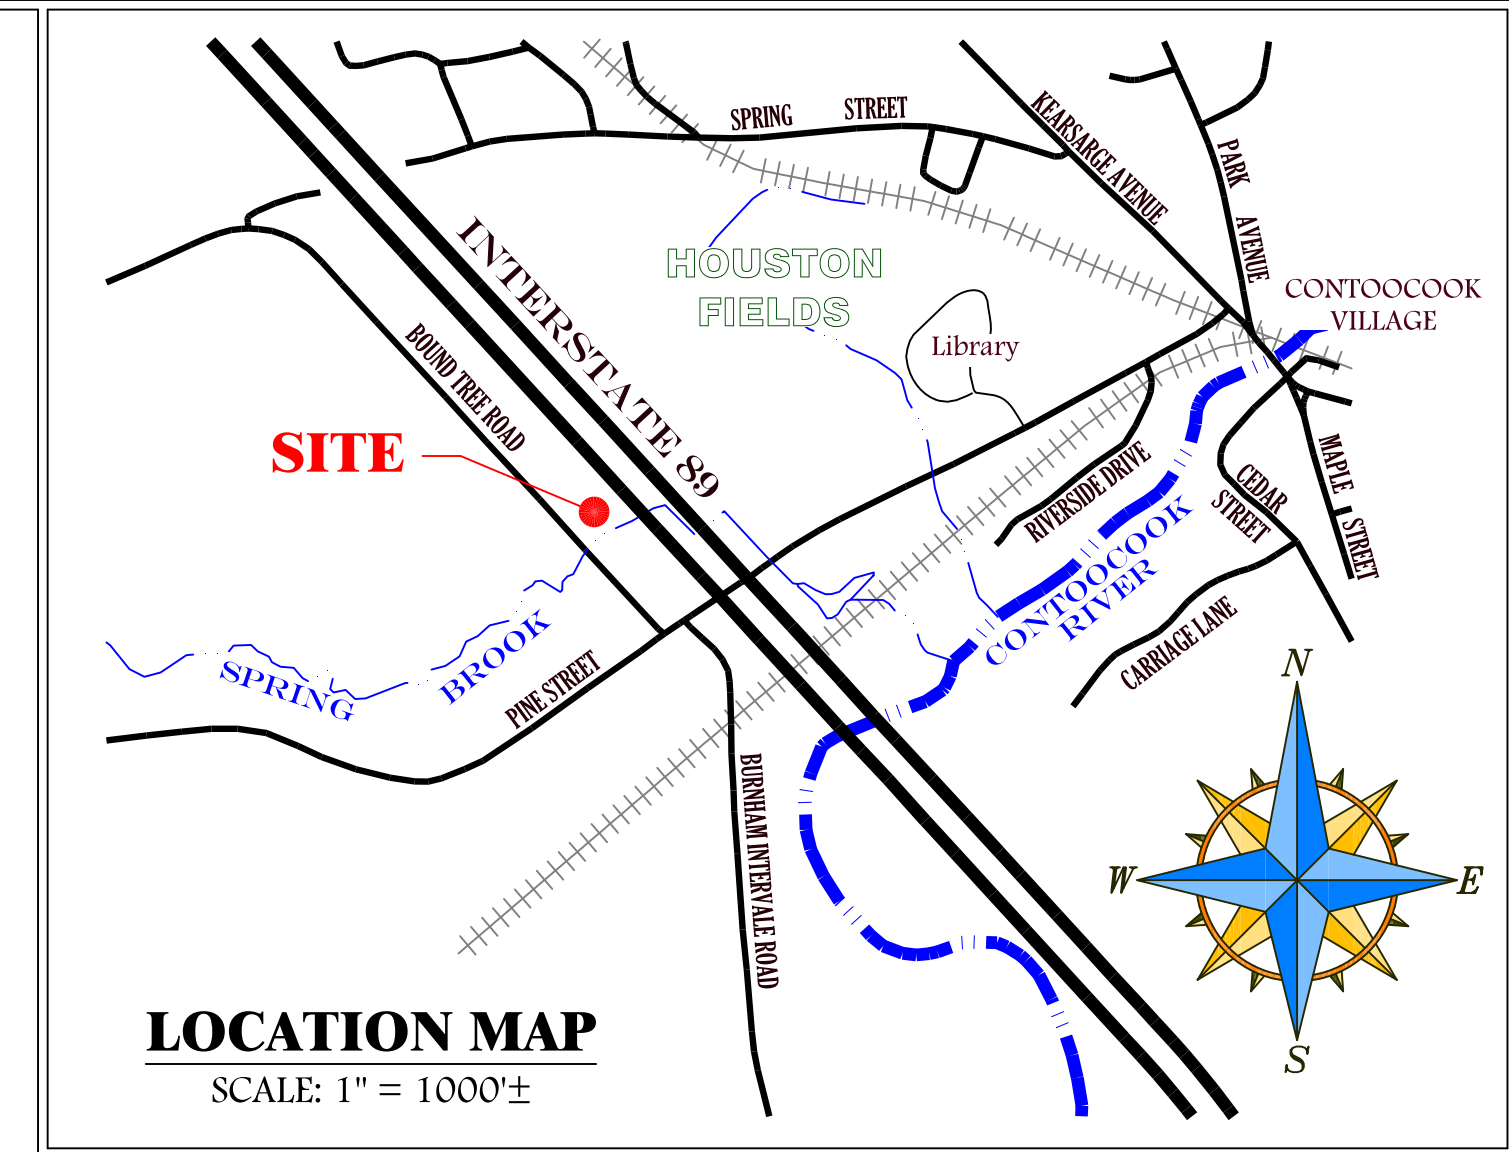 SPRING STREET
KEARSARGE AVENUE
PARK AVENUE
INTERSTATE 89
HOUSTON
FIELDS
CONTOOCOOK
VILLAGE
Library
BOUND TREE ROAD
SITE
RIVERSIDE DRIVE
CEDAR
STREET
MAPLE STREET
CONTOOCOOK
RIVER
SPRING BROOK
PINE STREET
CARRIAGE LANE
BURNHAM INTERVALE ROAD
N
W
E
S
LOCATION MAP
SCALE: 1" = 1000'±